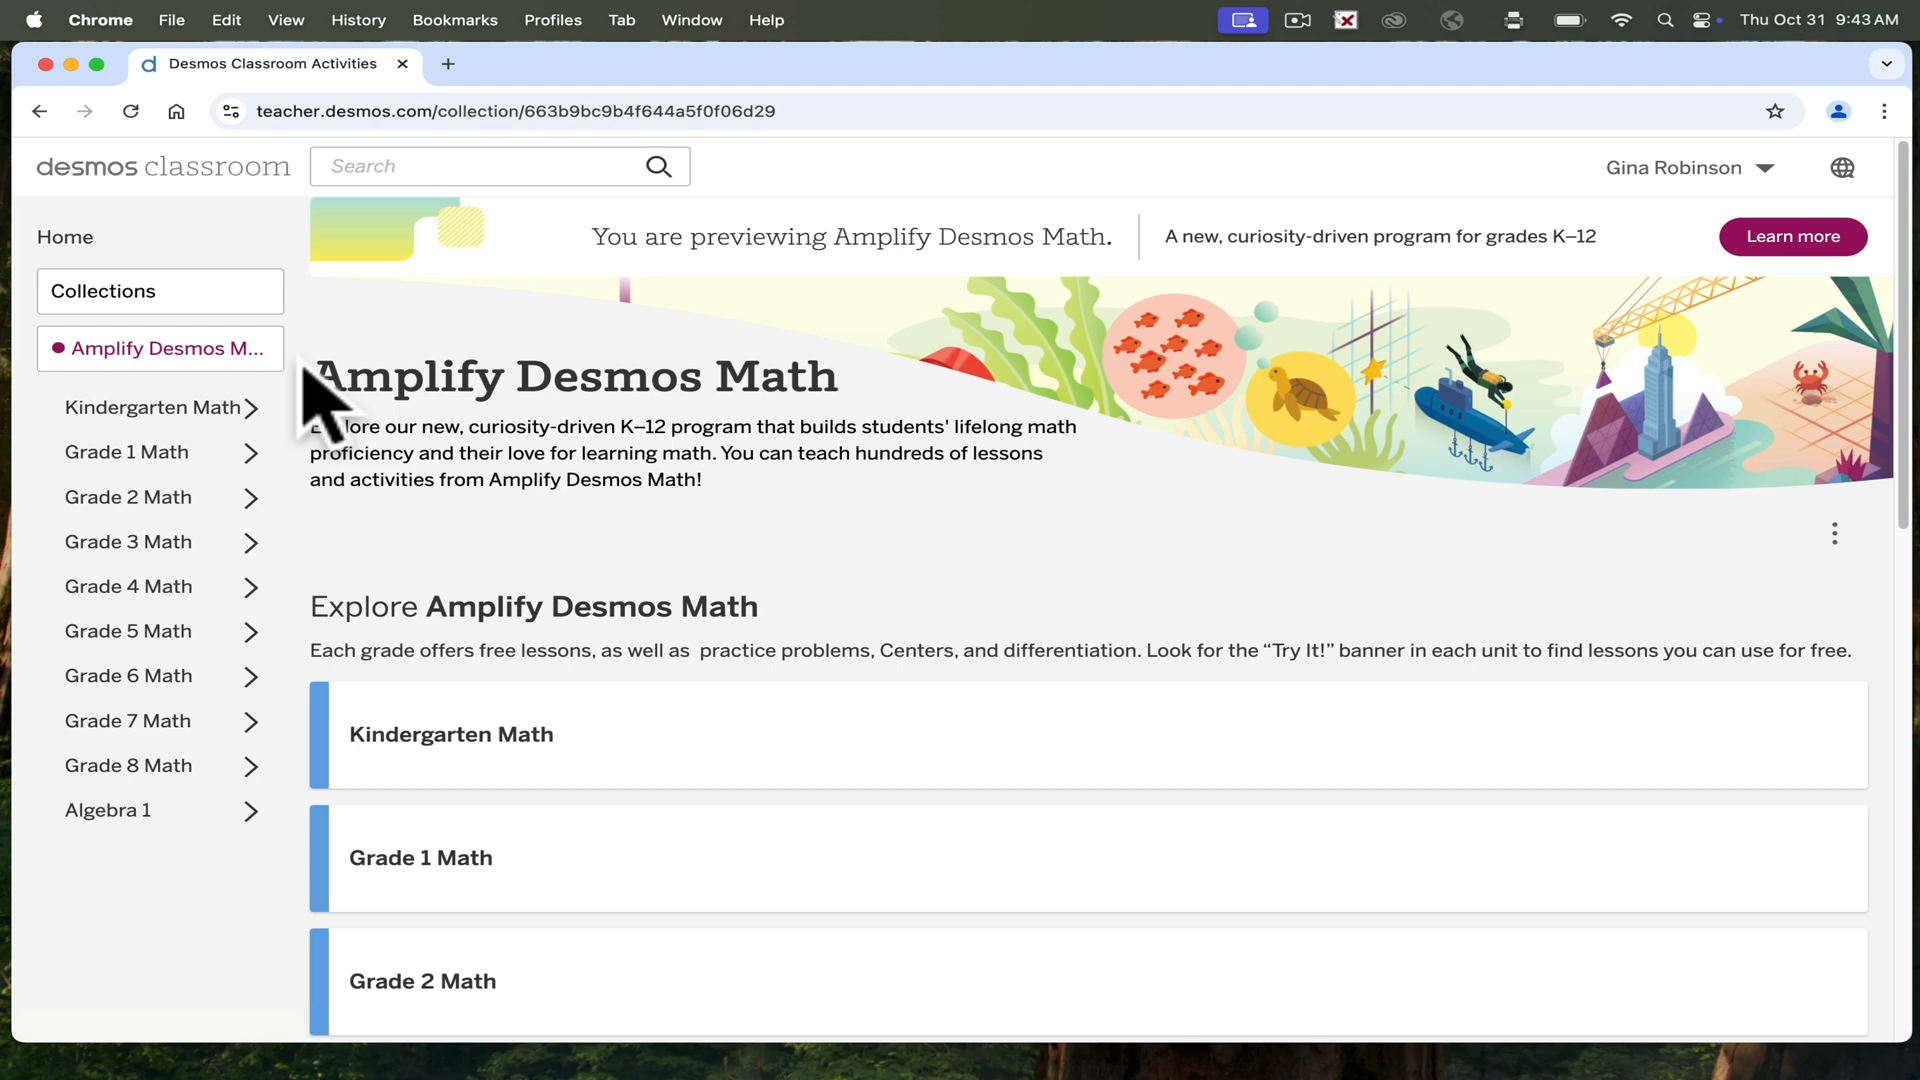 Chrome File Edit View History Bookmarks Profiles Tab Window Help Thu Oct 31 9:43 AM
Desmos Classroom Activities
teacher.desmos.com/collection/663b9bc9b4f644a5f0f06d29
desmos classroom Search Gina Robinson
You are previewing Amplify Desmos Math. A new, curiosity-driven program for grades K–12 Learn more
Home
Collections
Amplify Desmos M...
Kindergarten Math
Grade 1 Math
Grade 2 Math
Grade 3 Math
Grade 4 Math
Grade 5 Math
Grade 6 Math
Grade 7 Math
Grade 8 Math
Algebra 1
Amplify Desmos Math
Explore our new, curiosity-driven K–12 program that builds students' lifelong math
proficiency and their love for learning math. You can teach hundreds of lessons
and activities from Amplify Desmos Math!
Explore Amplify Desmos Math
Each grade offers free lessons, as well as practice problems, Centers, and differentiation. Look for the “Try It!” banner in each unit to find lessons you can use for free.
Kindergarten Math
Grade 1 Math
Grade 2 Math